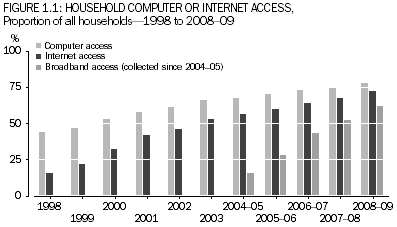 FIGURE 1.1: HOUSEHOLD COMPUTER OR INTERNET ACCESS,
Proportion of all households—1998 to 2008–09
%
100
Computer access
Internet access
Broadband access (collected since 2004–05)
75
50
25
0
1998 2000 2002 2004–05 2006–07 2008–09
1999 2001 2003 2005–06 2007–08